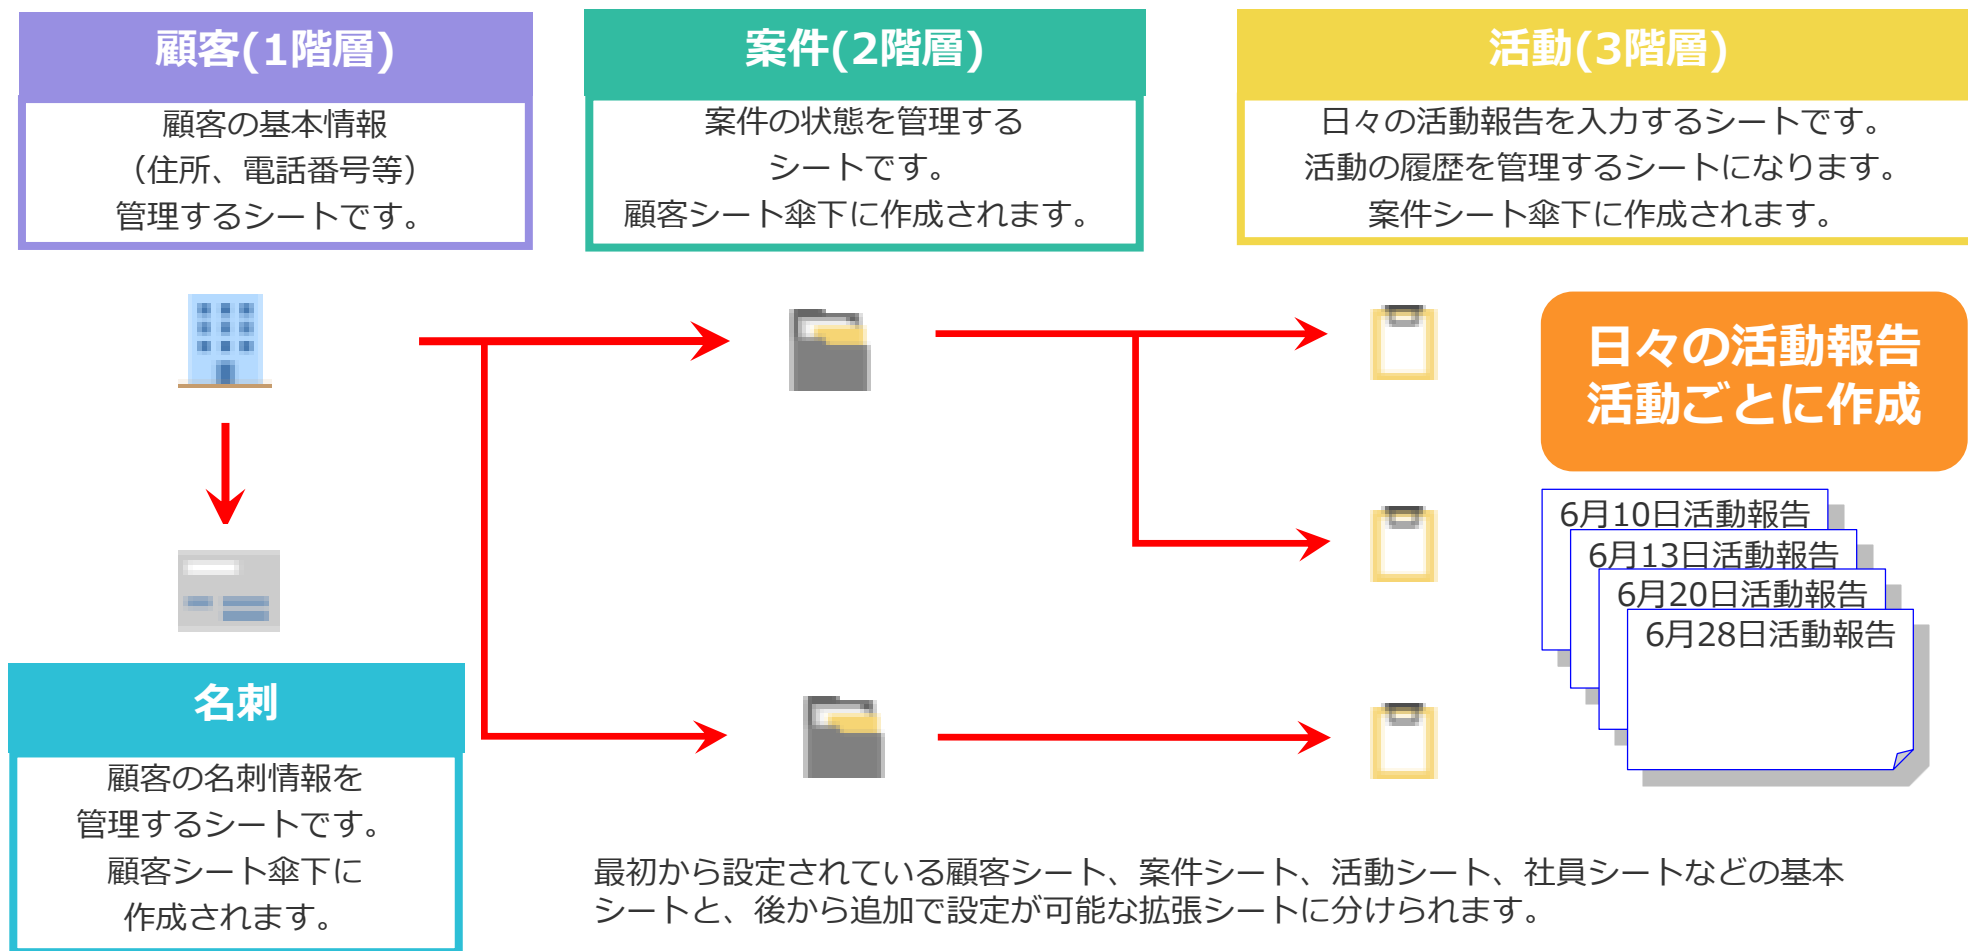 顧客(1階層)
顧客の基本情報
（住所、電話番号等）
管理するシートです。
案件(2階層)
案件の状態を管理する
シートです。
顧客シート傘下に作成されます。
活動(3階層)
日々の活動報告を入力するシートです。
活動の履歴を管理するシートになります。
案件シート傘下に作成されます。
日々の活動報告
活動ごとに作成
6月10日活動報告
6月13日活動報告
6月20日活動報告
6月28日活動報告
名刺
顧客の名刺情報を
管理するシートです。
顧客シート傘下に
作成されます。
最初から設定されている顧客シート、案件シート、活動シート、社員シートなどの基本
シートと、後から追加で設定が可能な拡張シートに分けられます。